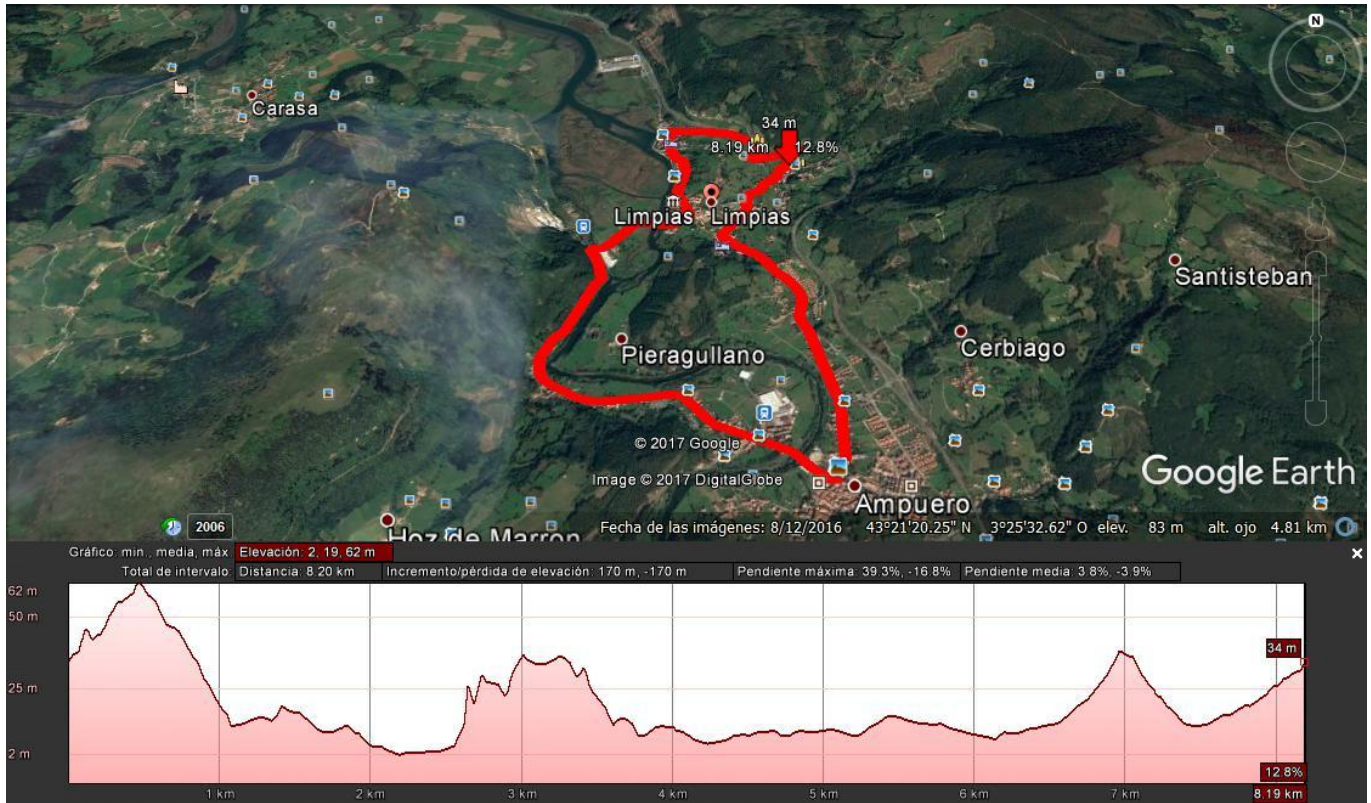 N
Carasa
34 m
8.19 km 12.8%
Limpias Limpias
Santisteban
Pieragullano
Cerbiago
© 2017 Google
Image © 2017 DigitalGlobe
Google Earth
Ampuero
2006
Fecha de las imágenes: 8/12/2016 43°21'20.25" N 3°25'32.62" O elev. 83 m alt. ojo 4.81 km
Hoz de Marrón
Gráfico: min., media, máx Elevación: 2, 19, 62 m
Total de intervalo: Distancia: 8.20 km Incremento/pérdida de elevación: 170 m, -170 m Pendiente máxima: 39.3%, -16.8% Pendiente media: 3.8%, -3.9%
62 m
50 m
34 m
25 m
2 m
12.8%
1 km 2 km 3 km 4 km 5 km 6 km 7 km 8.19 km